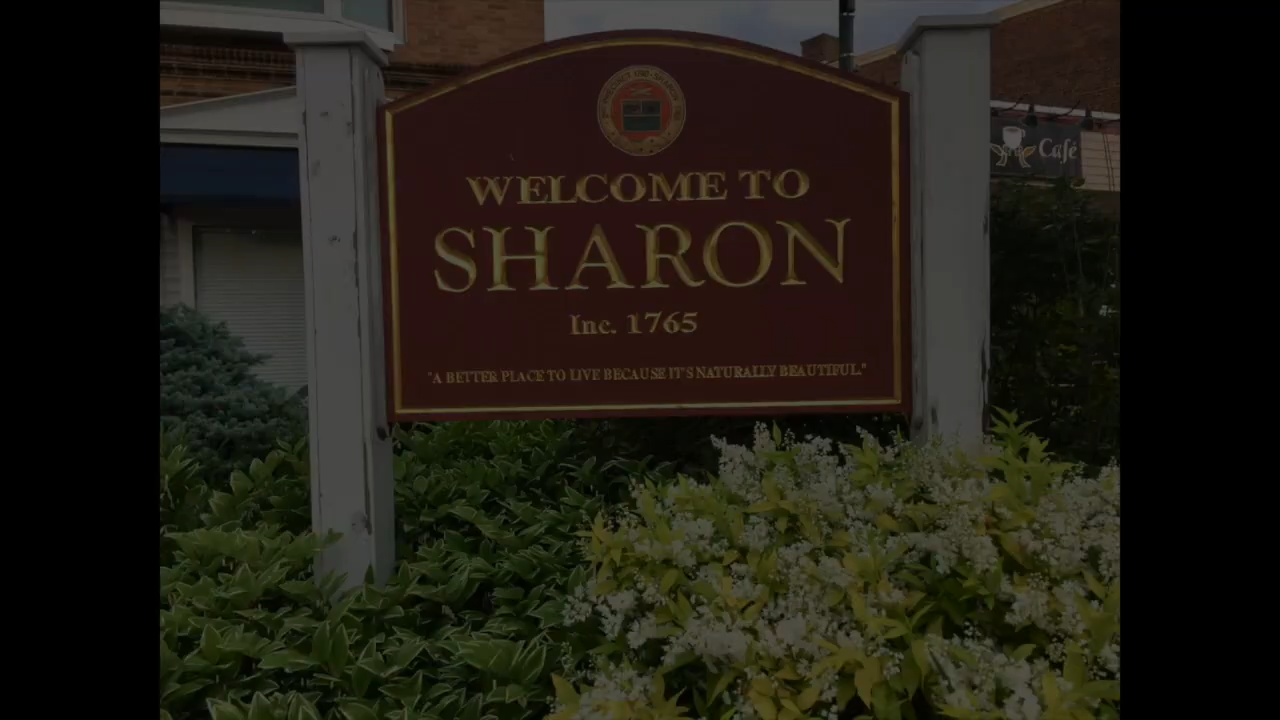 WELCOME TO
SHARON
Inc. 1765
"A BETTER PLACE TO LIVE BECAUSE IT'S NATURALLY BEAUTIFUL."
Café